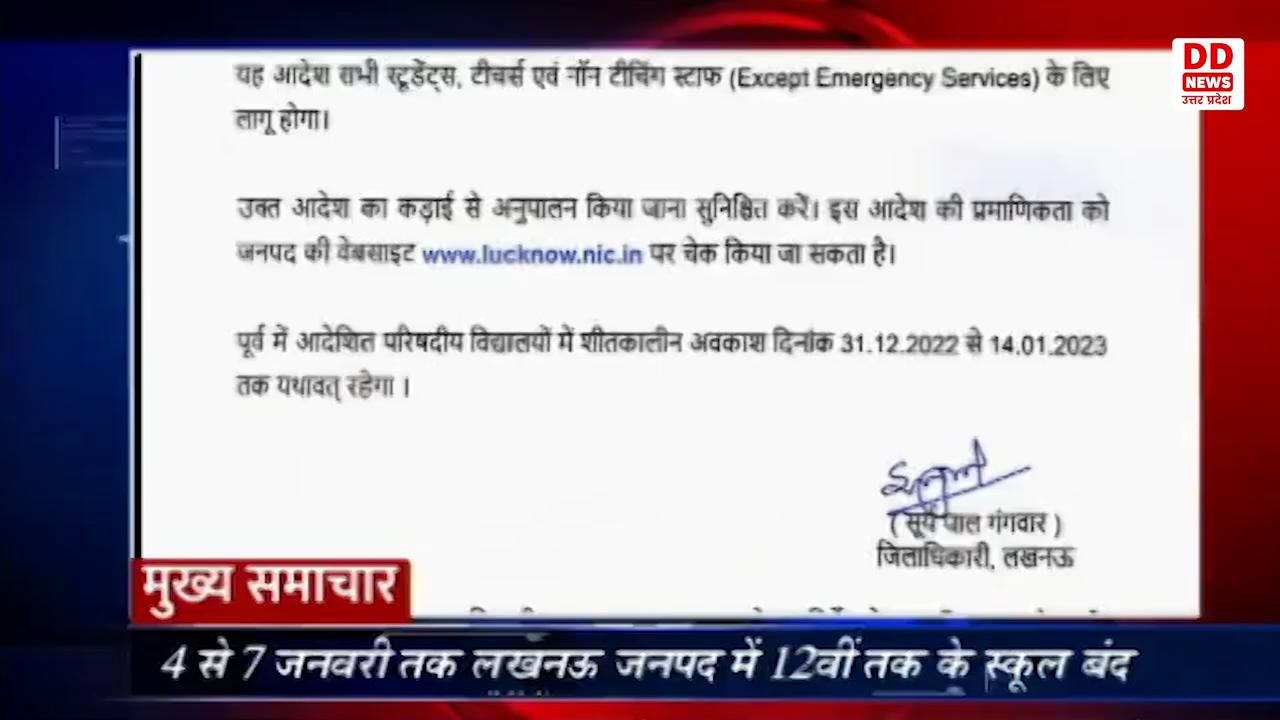 DD
NEWS
उत्तर प्रदेश
यह आदेश सभी स्टूडेंट्स, टीचर्स एवं नॉन टीचिंग स्टाफ (Except Emergency Services) के लिए
लागू होगा।
उक्त आदेश का कड़ाई से अनुपालन किया जाना सुनिश्चित करें। इस आदेश की प्रमाणिकता को
जनपद की वेबसाइट www.lucknow.nic.in पर चेक किया जा सकता है।
पूर्व में आदेशित परिषदीय विद्यालयों में शीतकालीन अवकाश दिनांक 31.12.2022 से 14.01.2023
तक यथावत् रहेगा ।
( सूर्य पाल गंगवार )
जिलाधिकारी, लखनऊ
मुख्य समाचार
4 से 7 जनवरी तक लखनऊ जनपद में 12वीं तक के स्कूल बंद